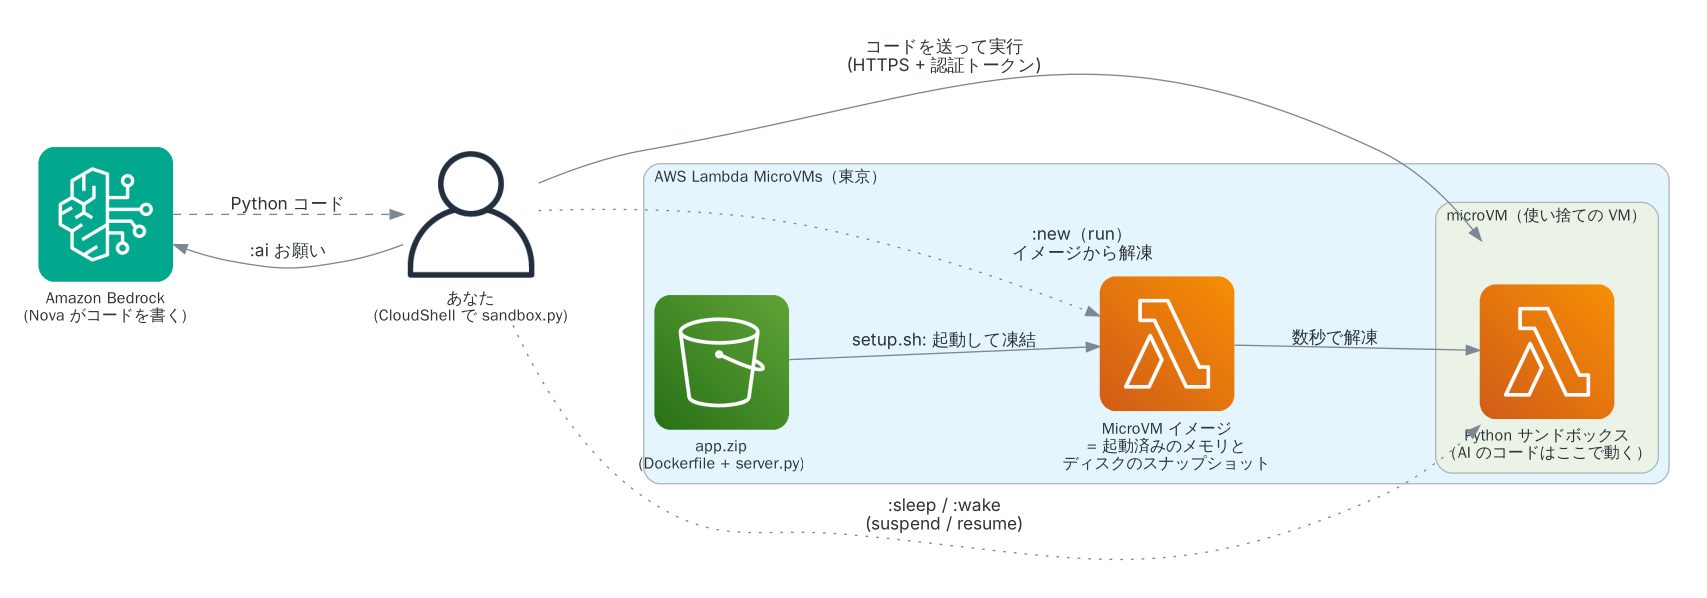 コードを送って実行
(HTTPS + 認証トークン)
AWS Lambda MicroVMs（東京）
microVM（使い捨ての VM）
Python コード
:ai お願い
:new（run）
イメージから解凍
Amazon Bedrock
（Nova がコードを書く）
あなた
（CloudShell で sandbox.py）
setup.sh: 起動して凍結
数秒で解凍
app.zip
（Dockerfile + server.py）
MicroVM イメージ
= 起動済みのメモリと
ディスクのスナップショット
Python サンドボックス
（AI のコードはここで動く）
:sleep / :wake
(suspend / resume)